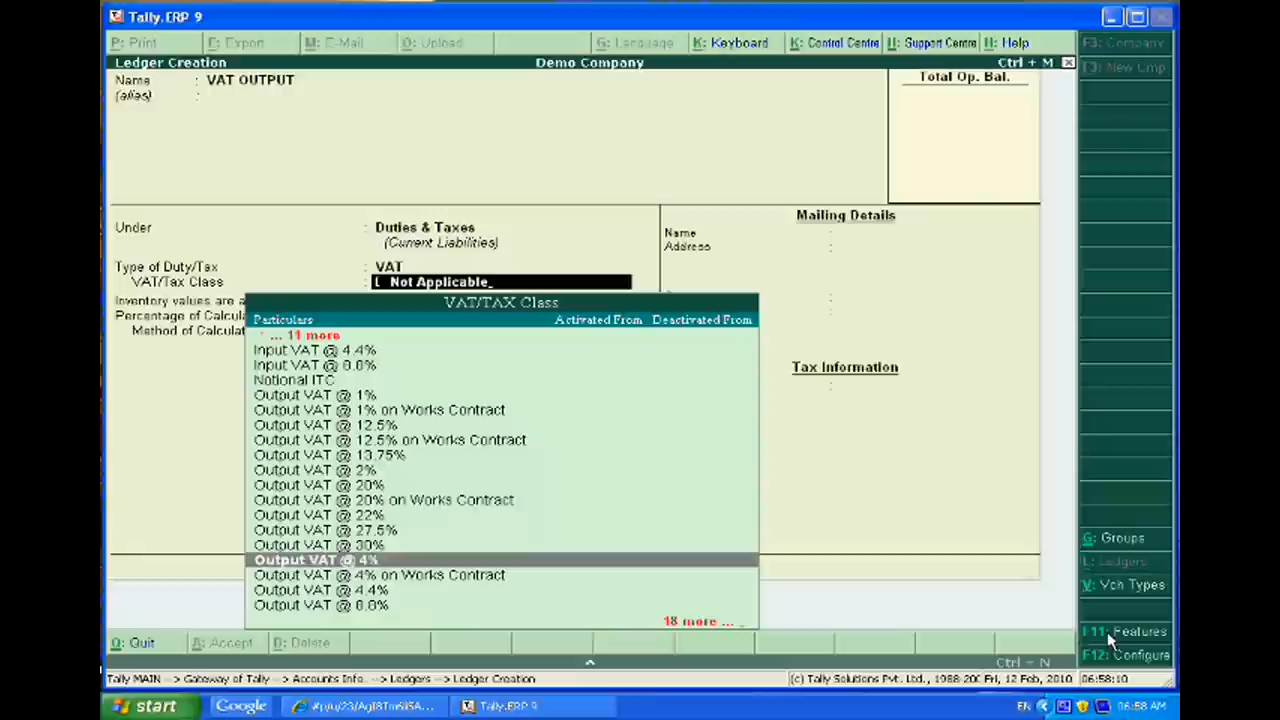 Tally.ERP 9
P: Print E: Export M: E-Mail O: Upload G: Language K: Keyboard K: Control Centre H: Support Centre H: Help
F3: Company
Ledger Creation Demo Company Ctrl + M
F3: New Cmp
Name : VAT OUTPUT
(alias) :
Total Op. Bal.
Under : Duties & Taxes
(Current Liabilities)
Type of Duty/Tax : VAT
VAT/Tax Class : Not Applicable
Inventory values are a
Percentage of Calcula
Method of Calculat
Mailing Details
Name :
Address :
Tax Information
VAT/TAX Class
Particulars Activated From Deactivated From
... 11 more
Input VAT @ 4.4%
Input VAT @ 8.8%
Notional ITC
Output VAT @ 1%
Output VAT @ 1% on Works Contract
Output VAT @ 12.5%
Output VAT @ 12.5% on Works Contract
Output VAT @ 13.75%
Output VAT @ 2%
Output VAT @ 20%
Output VAT @ 20% on Works Contract
Output VAT @ 22%
Output VAT @ 27.5%
Output VAT @ 30%
Output VAT @ 4%
Output VAT @ 4% on Works Contract
Output VAT @ 4.4%
Output VAT @ 8.8%
18 more ...
G: Groups
L: Ledgers
V: Vch Types
F11: Features
F12: Configure
Q: Quit A: Accept D: Delete
Ctrl + N
Tally MAIN --> Gateway of Tally --> Accounts Info. --> Ledgers --> Ledger Creation (c) Tally Solutions Pvt. Ltd., 1988-200 Fri, 12 Feb, 2010 06:58:10
start Google Tally.ERP 9 EN 06:58 AM